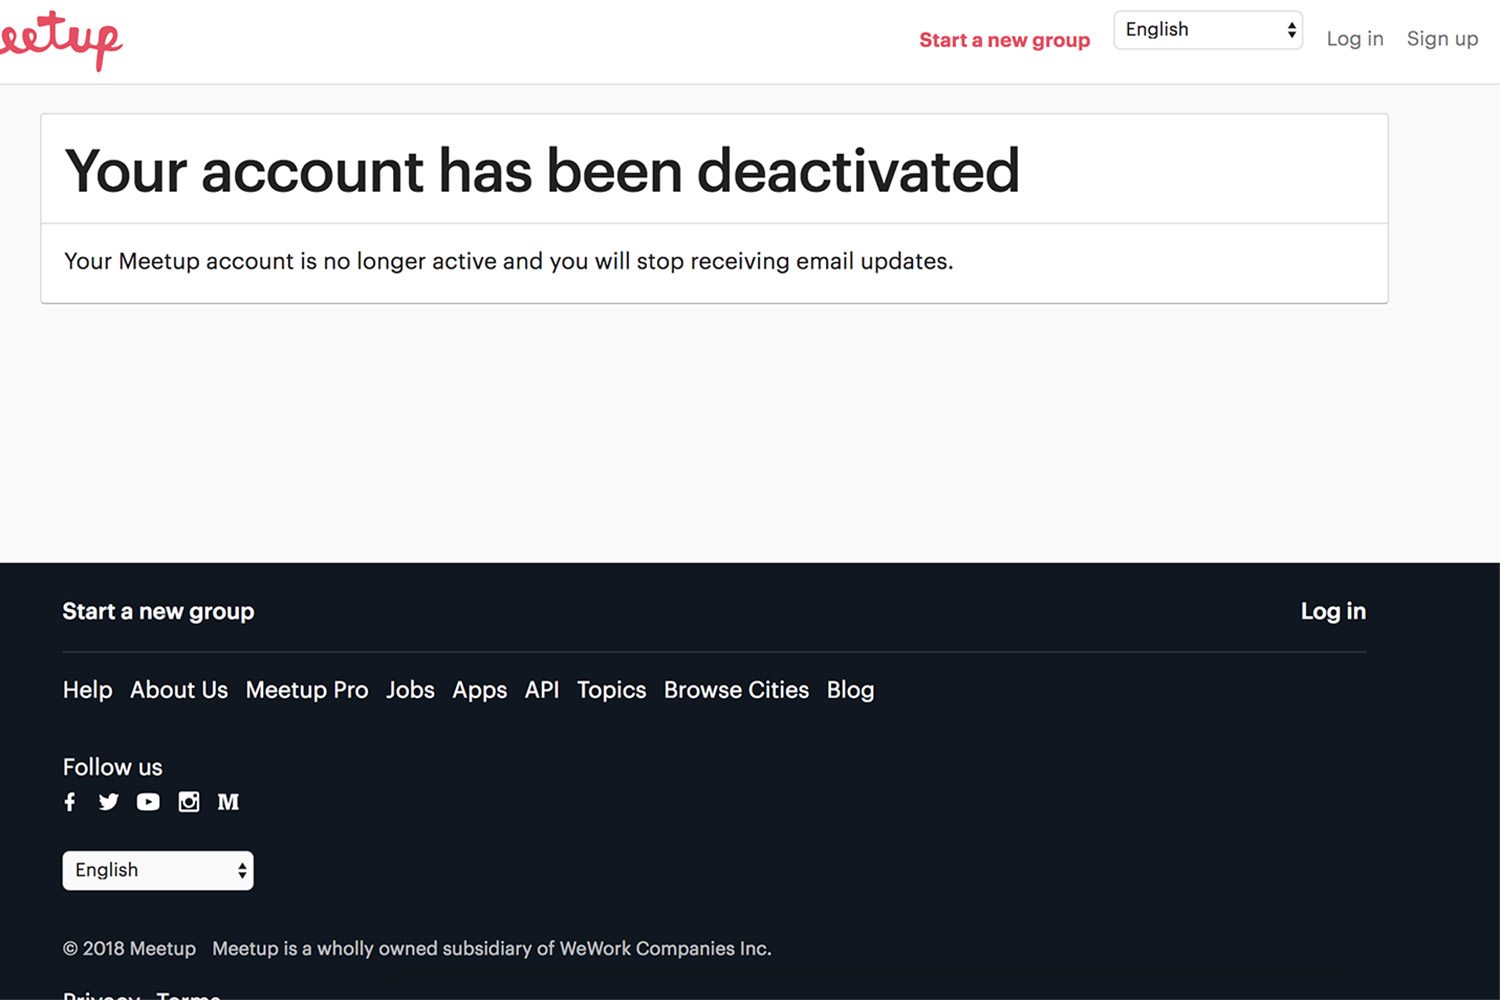 eetup
Start a new group English Log in Sign up
Your account has been deactivated
Your Meetup account is no longer active and you will stop receiving email updates.
Start a new group Log in
Help About Us Meetup Pro Jobs Apps API Topics Browse Cities Blog
Follow us
English
© 2018 Meetup Meetup is a wholly owned subsidiary of WeWork Companies Inc.
Privacy Terms